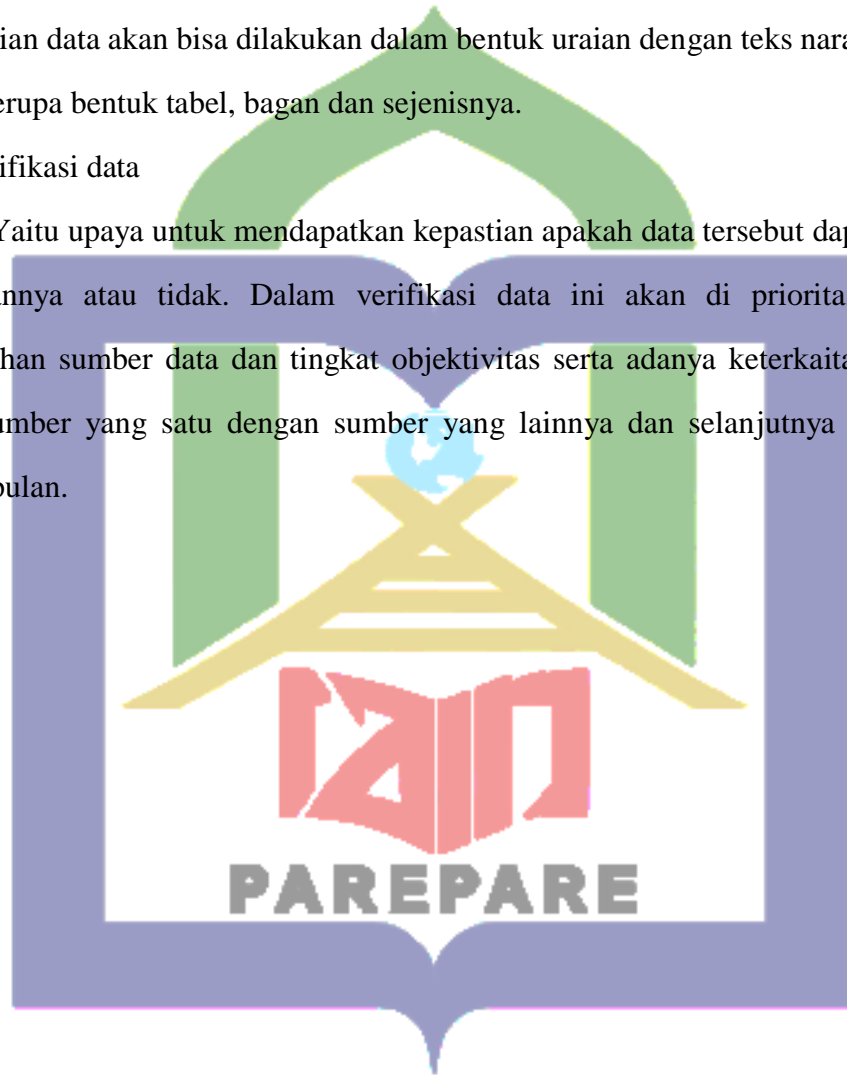 ian data akan bisa dilakukan dalam bentuk uraian dengan teks nara
erupa bentuk tabel, bagan dan sejenisnya.
ifikasi data
Yaitu upaya untuk mendapatkan kepastian apakah data tersebut dap
annya atau tidak. Dalam verifikasi data ini akan di priorita
han sumber data dan tingkat objektivitas serta adanya keterkaita
umber yang satu dengan sumber yang lainnya dan selanjutnya
pulan.
iain
PAREPARE